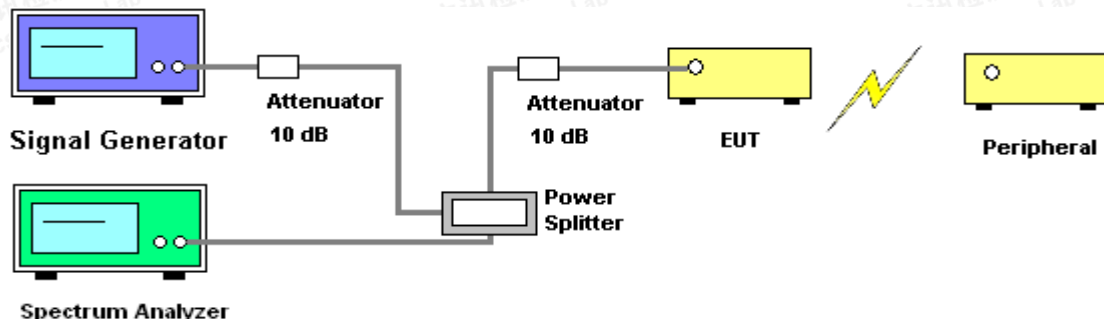 Attenuator
10 dB
Attenuator
10 dB
EUT
Signal Generator
Peripheral
Power
Splitter
Spectrum Analyzer